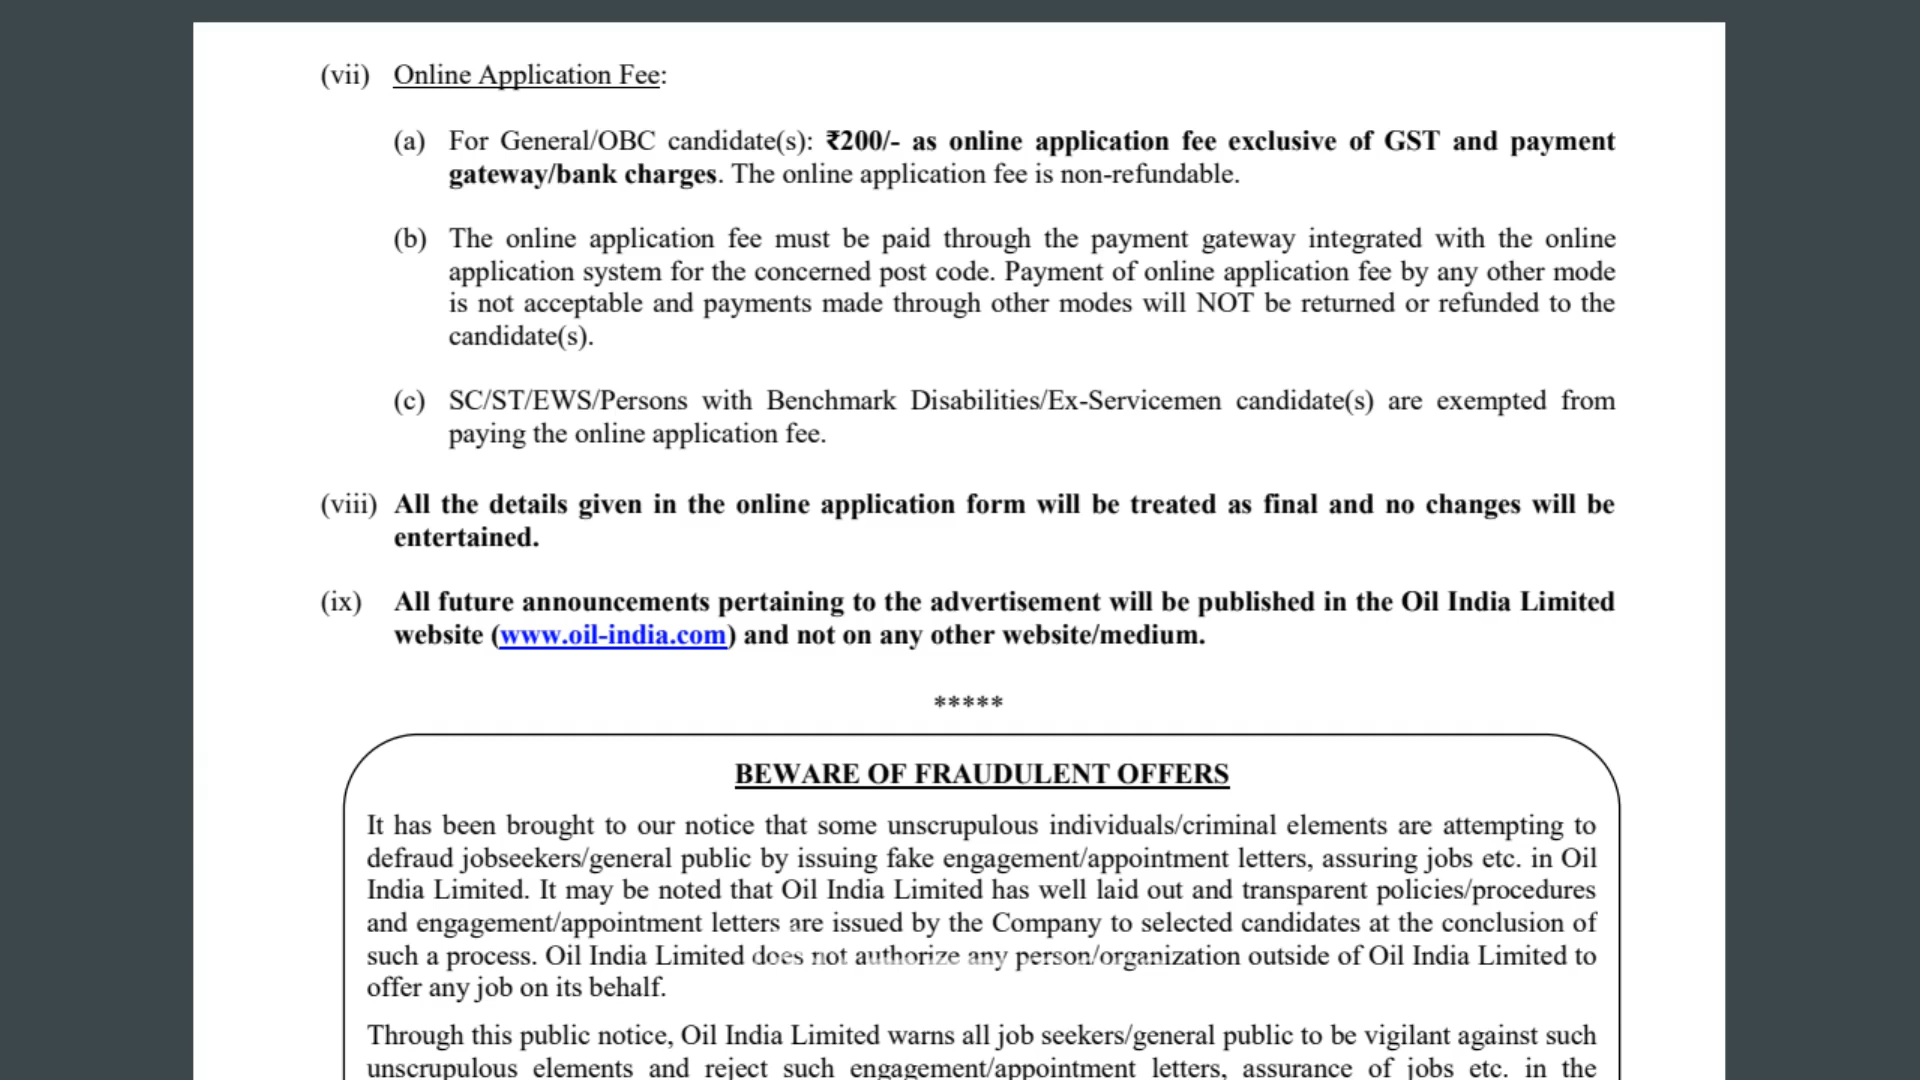 (vii) Online Application Fee:
(a) For General/OBC candidate(s): ₹200/- as online application fee exclusive of GST and payment
gateway/bank charges. The online application fee is non-refundable.
(b) The online application fee must be paid through the payment gateway integrated with the online
application system for the concerned post code. Payment of online application fee by any other mode
is not acceptable and payments made through other modes will NOT be returned or refunded to the
candidate(s).
(c) SC/ST/EWS/Persons with Benchmark Disabilities/Ex-Servicemen candidate(s) are exempted from
paying the online application fee.
(viii) All the details given in the online application form will be treated as final and no changes will be
entertained.
(ix) All future announcements pertaining to the advertisement will be published in the Oil India Limited
website (www.oil-india.com) and not on any other website/medium.
*****
BEWARE OF FRAUDULENT OFFERS
It has been brought to our notice that some unscrupulous individuals/criminal elements are attempting to
defraud jobseekers/general public by issuing fake engagement/appointment letters, assuring jobs etc. in Oil
India Limited. It may be noted that Oil India Limited has well laid out and transparent policies/procedures
and engagement/appointment letters are issued by the Company to selected candidates at the conclusion of
such a process. Oil India Limited does not authorize any person/organization outside of Oil India Limited to
offer any job on its behalf.
Through this public notice, Oil India Limited warns all job seekers/general public to be vigilant against such
unscrupulous elements and reject such engagement/appointment letters, assurance of jobs etc. in the